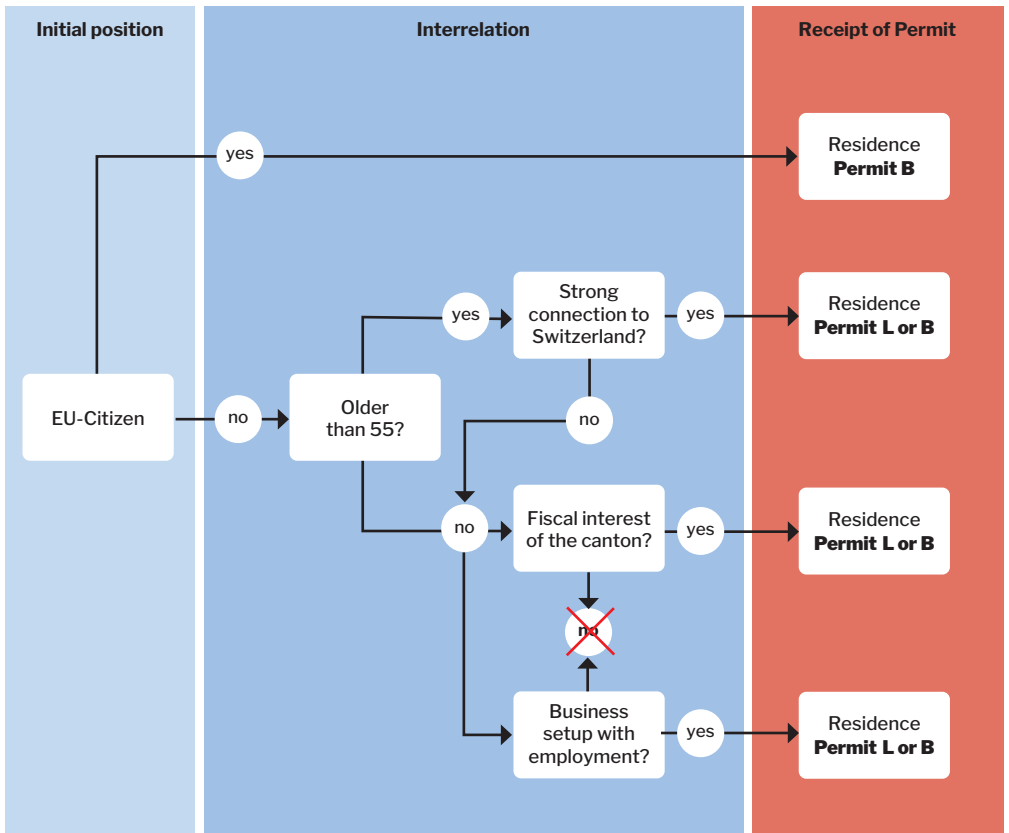 Initial position
Interrelation
Receipt of Permit
yes
Residence
Permit B
yes
Strong
connection to
Switzerland?
yes
Residence
Permit L or B
EU-Citizen
no
Older
than 55?
no
no
Fiscal interest
of the canton?
yes
Residence
Permit L or B
no
Business
setup with
employment?
yes
Residence
Permit L or B